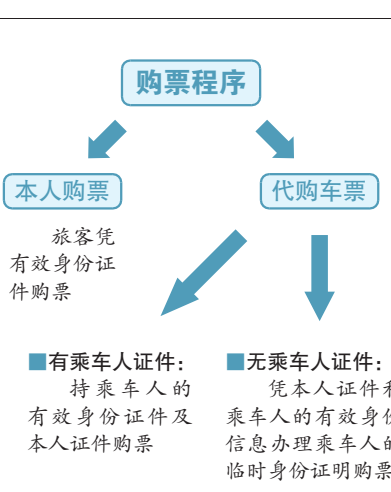 购票程序
本人购票
代购车票
旅客凭
有效身份证
件购票
■有乘车人证件：
持乘车人的
有效身份证件及
本人证件购票
■无乘车人证件：
凭本人证件和
乘车人的有效身份
信息办理乘车人的
临时身份证明购票